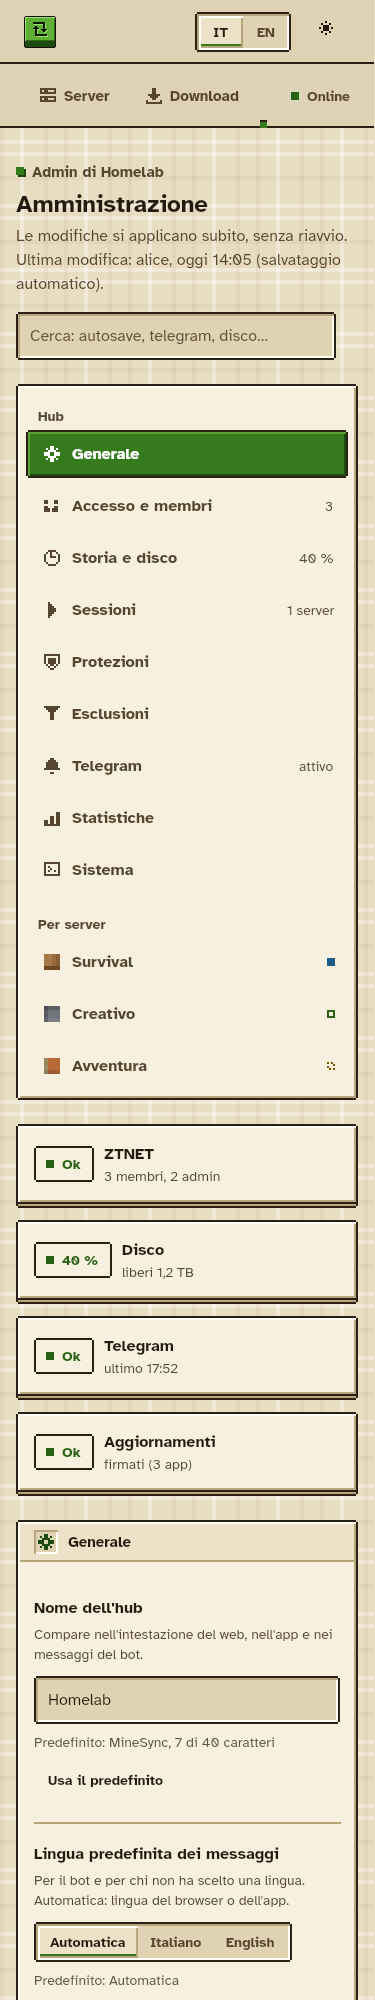 IT EN
Server Download Online
Admin di Homelab
Amministrazione
Le modifiche si applicano subito, senza riavvio.
Ultima modifica: alice, oggi 14:05 (salvataggio
automatico).
Cerca: autosave, telegram, disco...
Hub
Generale
Accesso e membri 3
Storia e disco 40 %
Sessioni 1 server
Protezioni
Esclusioni
Telegram attivo
Statistiche
Sistema
Per server
Survival
Creativo
Avventura
Ok ZTNET
3 membri, 2 admin
40 % Disco
liberi 1,2 TB
Ok Telegram
ultimo 17:52
Ok Aggiornamenti
firmati (3 app)
Generale
Nome dell'hub
Compare nell'intestazione del web, nell'app e nei
messaggi del bot.
Homelab
Predefinito: MineSync, 7 di 40 caratteri
Usa il predefinito
Lingua predefinita dei messaggi
Per il bot e per chi non ha scelto una lingua.
Automatica: lingua del browser o dell'app.
Automatica Italiano English
Predefinito: Automatica